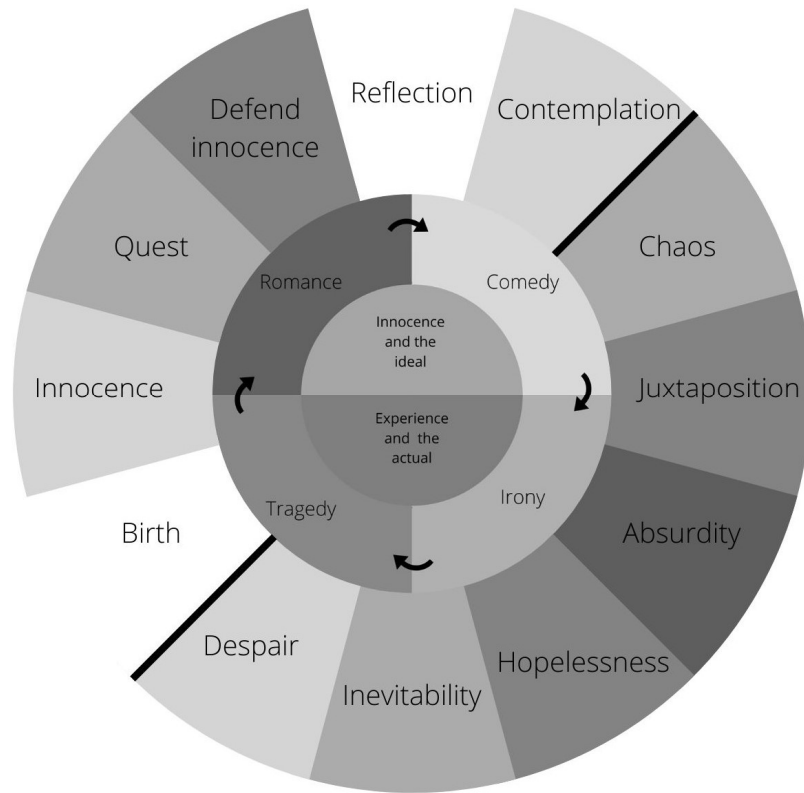 Reflection
Contemplation
Defend
innocence
Quest
Chaos
Romance
Comedy
Innocence
and the
ideal
Innocence
Juxtaposition
Experience
and the
actual
Tragedy
Irony
Birth
Absurdity
Despair
Hopelessness
Inevitability